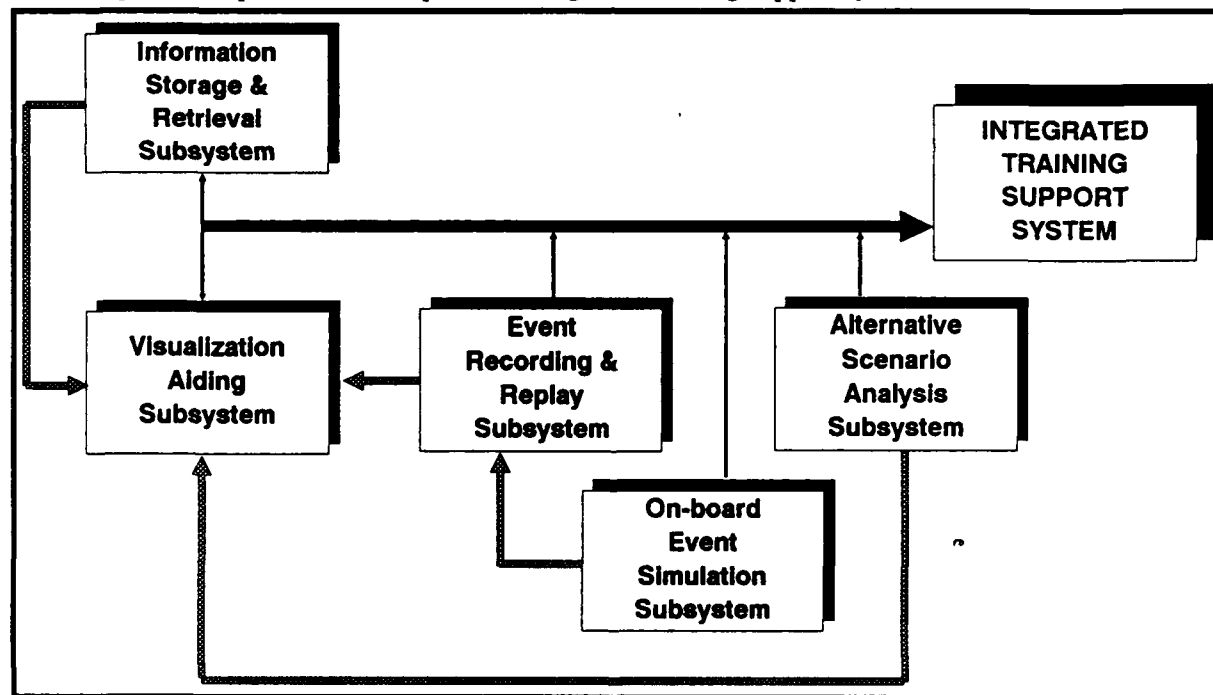 Information
Storage &
Retrieval
Subsystem
INTEGRATED
TRAINING
SUPPORT
SYSTEM
Visualization
Aiding
Subsystem
Event
Recording &
Replay
Subsystem
Alternative
Scenario
Analysis
Subsystem
On-board
Event
Simulation
Subsystem